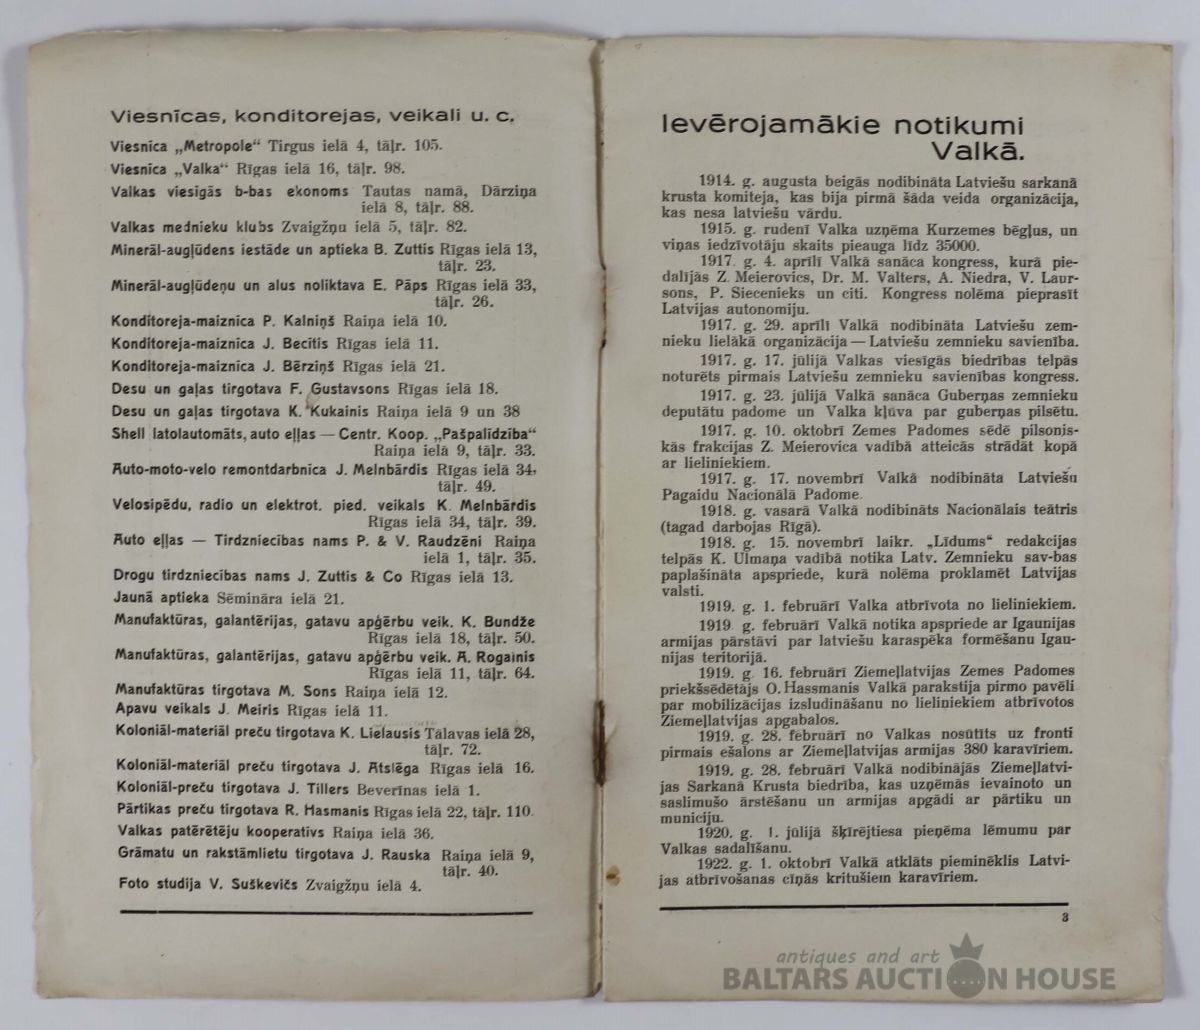 Viesnīcas, konditorejas, veikali u. c.
Viesnīca „Metropole“ Tirgus ielā 4, tāļr. 105.
Viesnīca „Valka“ Rīgas ielā 16, tāļr. 98.
Valkas viesīgās b-bas ekonoms Tautas namā, Dārziņa
ielā 8, tāļr. 88.
Valkas mednieku klubs Zvaigžņu ielā 5, tāļr. 82.
Minerāl-augļūdens iestāde un aptieka B. Zuttis Rīgas ielā 13,
tāļr. 23.
Minerāl-augļūdeņu un alus noliktava E. Pāps Rīgas ielā 33,
tāļr. 26.
Konditoreja-maiznīca P. Kalniņš Raiņa ielā 10.
Konditoreja-maiznīca J. Becītis Rīgas ielā 11.
Konditoreja-maiznīca J. Bērziņš Rīgas ielā 21.
Desu un gaļas tirgotava F. Gustavsons Rīgas ielā 18.
Desu un gaļas tirgotava K. Kukainis Raiņa ielā 9 un 38
Shell latolautomāts, auto eļļas — Centr. Koop. „Pašpalīdzība“
Raiņa ielā 9, tāļr. 33.
Auto-moto-velo remontdarbnīca J. Melnbārdis Rīgas ielā 34,
tāļr. 49.
Velosipēdu, radio un elektrot. pied. veikals K. Melnbārdis
Rīgas ielā 34, tāļr. 39.
Auto eļļas — Tirdzniecības nams P. & V. Raudzēni Raiņa
ielā 1, tāļr. 35.
Drogu tirdzniecības nams J. Zuttis & Co Rīgas ielā 13.
Jaunā aptieka Sēmināra ielā 21.
Manufaktūras, galantērijas, gatavu apģērbu veik. K. Bundže
Rīgas ielā 18, tāļr. 50.
Manufaktūras, galantērijas, gatavu apģērbu veik. A. Rogainis
Rīgas ielā 11, tāļr. 64.
Manufaktūras tirgotava M. Sons Raiņa ielā 12.
Apavu veikals J. Meiris Rīgas ielā 11.
Koloniāl-materiāl preču tirgotava K. Lielausis Tālavas ielā 28,
tāļr. 72.
Koloniāl-materiāl preču tirgotava J. Atslēga Rīgas ielā 16.
Koloniāl-preču tirgotava J. Tillers Beverīnas ielā 1.
Pārtikas preču tirgotava R. Hasmanis Rīgas ielā 22, tāļr. 110.
Valkas patērētēju kooperatīvs Raiņa ielā 36.
Grāmatu un rakstāmlietu tirgotava J. Rauska Raiņa ielā 9,
tāļr. 40.
Foto studija V. Suškevičs Zvaigžņu ielā 4.
Ievērojamākie notikumi
Valkā.
1914. g. augusta beigās nodibināta Latviešu sarkanā
krusta komiteja, kas bija pirmā šāda veida organizācija,
kas nesa latviešu vārdu.
1915. g. rudenī Valka uzņēma Kurzemes bēgļus, un
viņas iedzīvotāju skaits pieauga līdz 35000.
1917. g. 4. aprīlī Valkā sanāca kongress, kurā pie-
dalījās Z. Meierovics, Dr. M. Valters, A. Niedra, V. Laur-
sons, P. Siecenieks un citi. Kongress nolēma pieprasīt
Latvijas autonomiju.
1917. g. 29. aprīlī Valkā nodibināta Latviešu zem-
nieku lielākā organizācija — Latviešu zemnieku savienība.
1917. g. 17. jūlijā Valkas viesīgās biedrības telpās
noturēts pirmais Latviešu zemnieku savienības kongress.
1917. g. 23. jūlijā Valkā sanāca Guberņas zemnieku
deputātu padome un Valka kļūva par guberņas pilsētu.
1917. g. 10. oktobrī Zemes Padomes sēdē pilsonis-
kās frakcijas Z. Meierovica vadībā atteicās strādāt kopā
ar lieliniekiem.
1917. g. 17. novembrī Valkā nodibināta Latviešu
Pagaidu Nacionālā Padome.
1918. g. vasarā Valkā nodibināts Nacionālais teātris
(tagad darbojas Rīgā).
1918. g. 15. novembrī laikr. „Līdums“ redakcijas
telpās K. Ulmaņa vadībā notika Latv. Zemnieku sav-bas
paplašināta apspriede, kurā nolēma proklamēt Latvijas
valsti.
1919. g. 1. februārī Valka atbrīvota no lieliniekiem.
1919 g. februārī Valkā notika apspriede ar Igaunijas
armijas pārstāvi par latviešu karaspēka formēšanu Igau-
nijas teritorijā.
1919. g. 16. februārī Ziemeļlatvijas Zemes Padomes
priekšsēdētājs O. Hassmanis Valkā parakstīja pirmo pavēli
par mobilizācijas izsludināšanu no lieliniekiem atbrīvotos
Ziemeļlatvijas apgabalos.
1919. g. 28. februārī no Valkas nosūtīts uz fronti
pirmais ešalons ar Ziemeļlatvijas armijas 380 karavīriem.
1919. g. 28. februārī Valkā nodibinājās Ziemeļlatvi-
jas Sarkanā Krusta biedrība, kas uzņēmās ievainoto un
saslimušo ārstēšanu un armijas apgādi ar pārtiku un
municiju.
1920. g. 1. jūlijā šķīrējtiesa pieņēma lēmumu par
Valkas sadalīšanu.
1922. g. 1. oktobrī Valkā atklāts piemineklis Latvi-
jas atbrīvošanas cīņās kritušiem karavīriem.
3
antiques and art
BALTARS AUCTION HOUSE